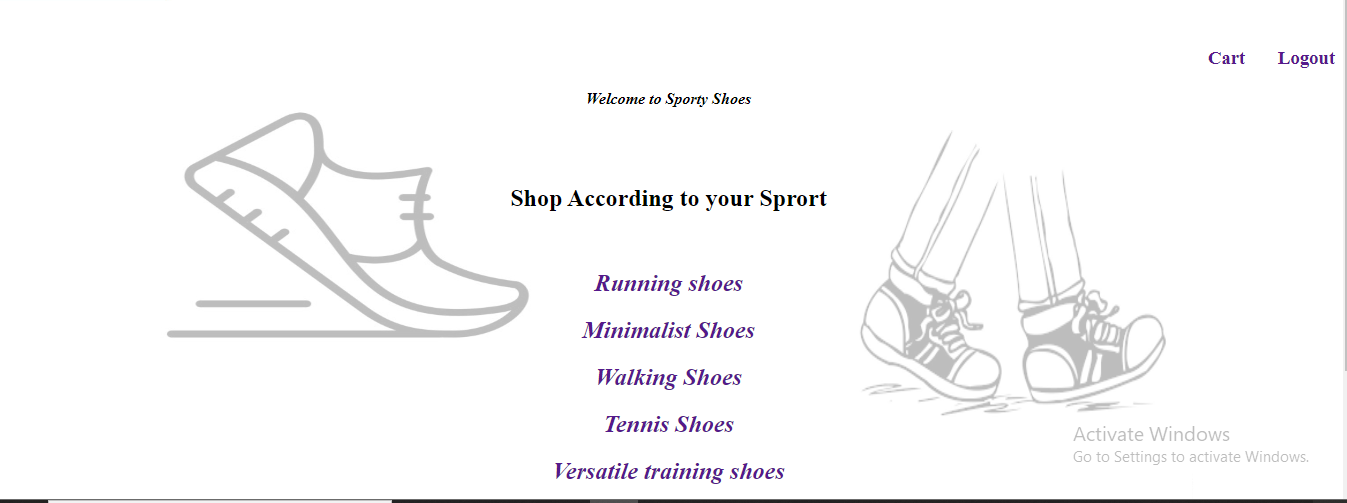 Cart Logout
Welcome to Sporty Shoes
Shop According to your Sprort
Running shoes
Minimalist Shoes
Walking Shoes
Tennis Shoes
Versatile training shoes
Activate Windows
Go to Settings to activate Windows.